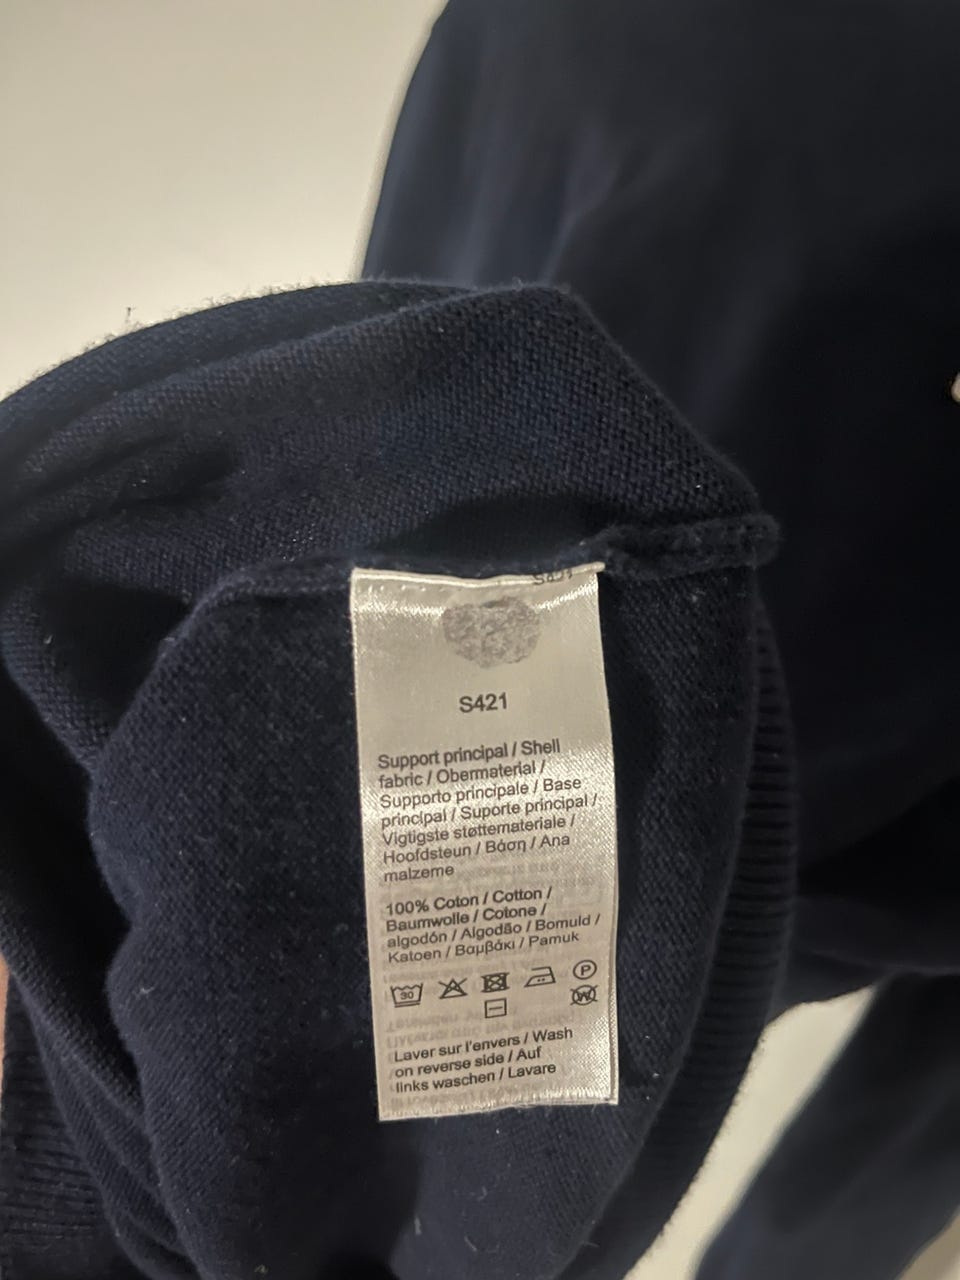 S421
S421
Support principal / Shell
fabric / Obermaterial /
Supporto principale / Base
principal / Suporte principal /
Vigtigste støttemateriale /
Hoofdsteun / Βάση / Ana
malzeme
100% Coton / Cotton /
Baumwolle / Cotone /
algodón / Algodão / Bomuld /
Katoen / Βαμβάκι / Pamuk
30
P
W
Laver sur l'envers / Wash
on reverse side / Auf
links waschen / Lavare